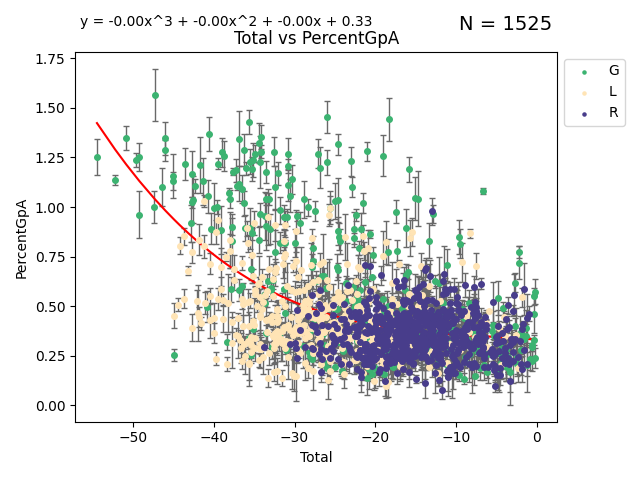 y = -0.00x^3 + -0.00x^2 + -0.00x + 0.33
N = 1525
Total vs PercentGpA
1.75
1.50
1.25
1.00
0.75
0.50
0.25
0.00
PercentGpA
−50
−40
−30
−20
−10
0
Total
G
L
R